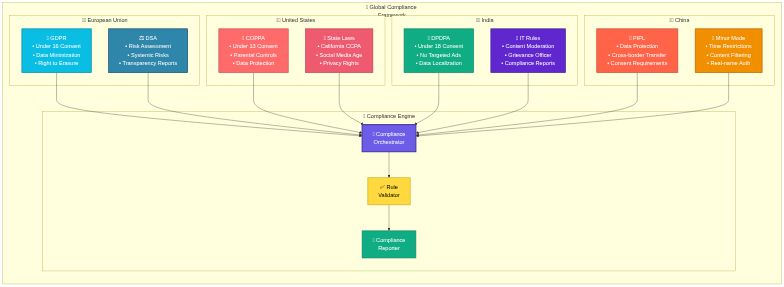 Global Compliance
Framework
European Union
United States
India
China
GDPR
• Under 16 Consent
• Data Minimization
• Right to Erasure
DSA
• Risk Assessment
• Systemic Risks
• Transparency Reports
COPPA
• Under 13 Consent
• Parental Controls
• Data Protection
State Laws
• California CCPA
• Social Media Age
• Privacy Rights
DPDPA
• Under 18 Consent
• No Targeted Ads
• Data Localization
IT Rules
• Content Moderation
• Grievance Officer
• Compliance Reports
PIPL
• Data Protection
• Cross-border Transfer
• Consent Requirements
Minor Mode
• Time Restrictions
• Content Filtering
• Real-name Auth
Compliance Engine
Compliance
Orchestrator
Rule
Validator
Compliance
Reporter